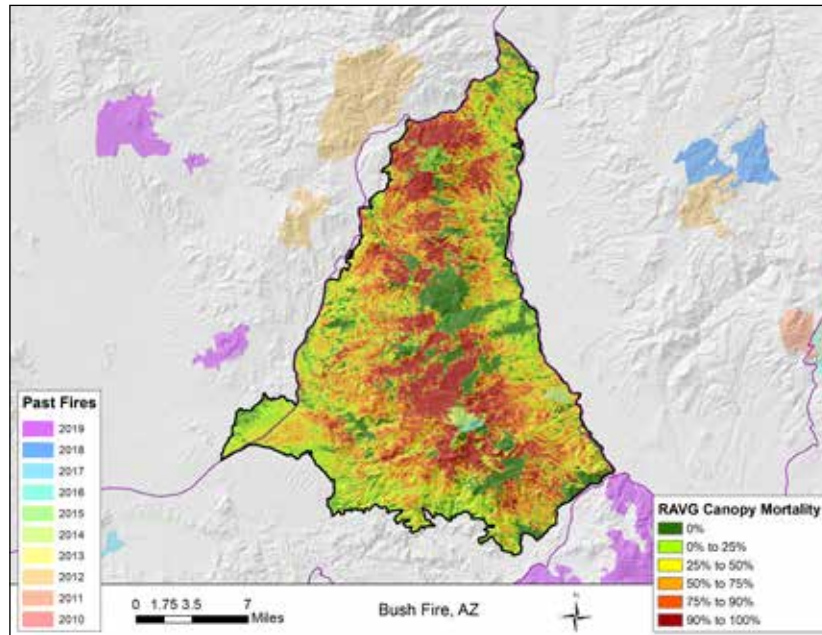 Past Fires
2019
2018
2017
2016
2015
2014
2013
2012
2011
2010
0 1.75 3.5 7
Miles
Bush Fire, AZ
N
RAVG Canopy Mortality
0%
0% to 25%
25% to 50%
50% to 75%
75% to 90%
90% to 100%